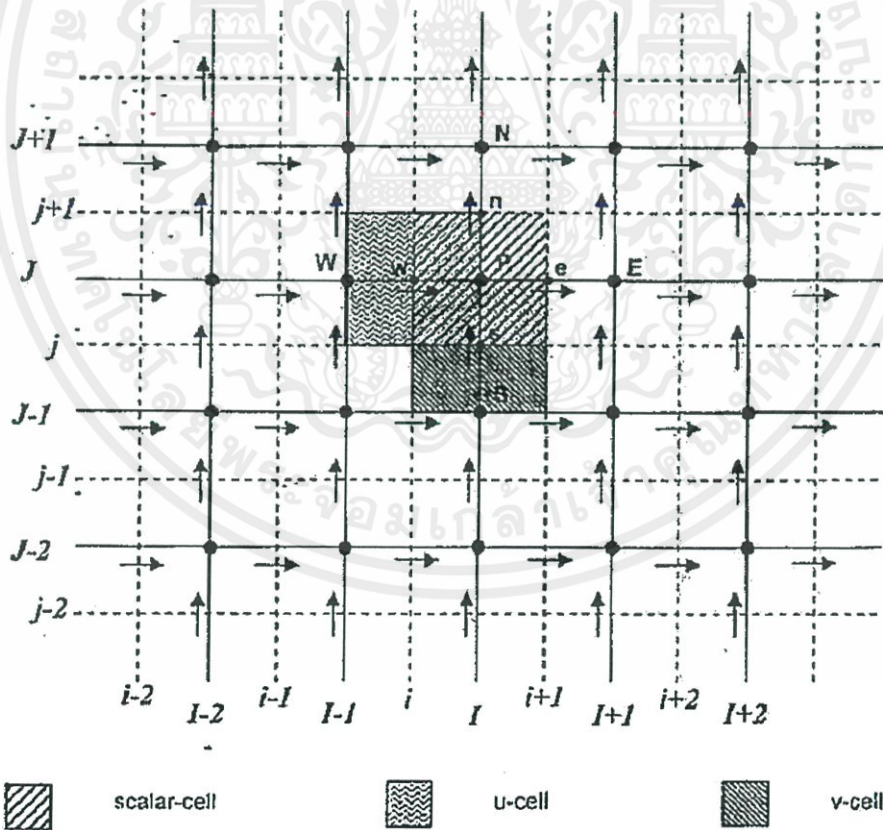 J+1
N
j+1
n
J
W
w
P
e
E
j
J-1
j-1
J-2
j-2
i-2
I-2
i-1
I-1
i
I
i+1
I+1
i+2
I+2
scalar-cell
u-cell
v-cell